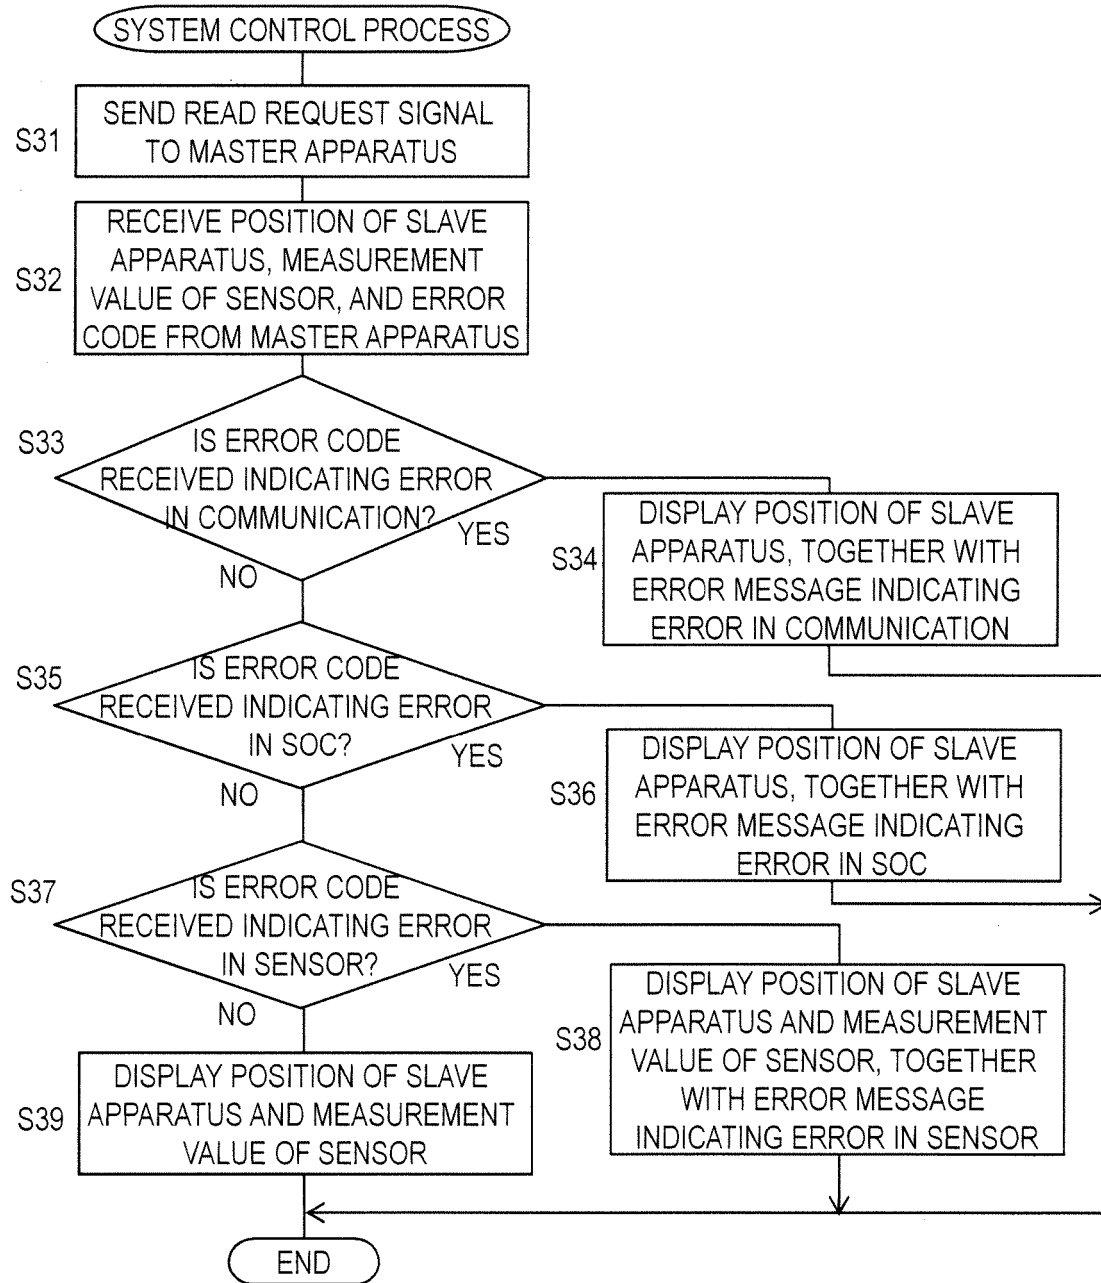 SYSTEM CONTROL PROCESS
S31
SEND READ REQUEST SIGNAL
TO MASTER APPARATUS
S32
RECEIVE POSITION OF SLAVE
APPARATUS, MEASUREMENT
VALUE OF SENSOR, AND ERROR
CODE FROM MASTER APPARATUS
S33
IS ERROR CODE
RECEIVED INDICATING ERROR
IN COMMUNICATION?
YES
NO
S34
DISPLAY POSITION OF SLAVE
APPARATUS, TOGETHER WITH
ERROR MESSAGE INDICATING
ERROR IN COMMUNICATION
S35
IS ERROR CODE
RECEIVED INDICATING ERROR
IN SOC?
YES
NO
S36
DISPLAY POSITION OF SLAVE
APPARATUS, TOGETHER WITH
ERROR MESSAGE INDICATING
ERROR IN SOC
S37
IS ERROR CODE
RECEIVED INDICATING ERROR
IN SENSOR?
YES
NO
S38
DISPLAY POSITION OF SLAVE
APPARATUS AND MEASUREMENT
VALUE OF SENSOR, TOGETHER
WITH ERROR MESSAGE
INDICATING ERROR IN SENSOR
S39
DISPLAY POSITION OF SLAVE
APPARATUS AND MEASUREMENT
VALUE OF SENSOR
END